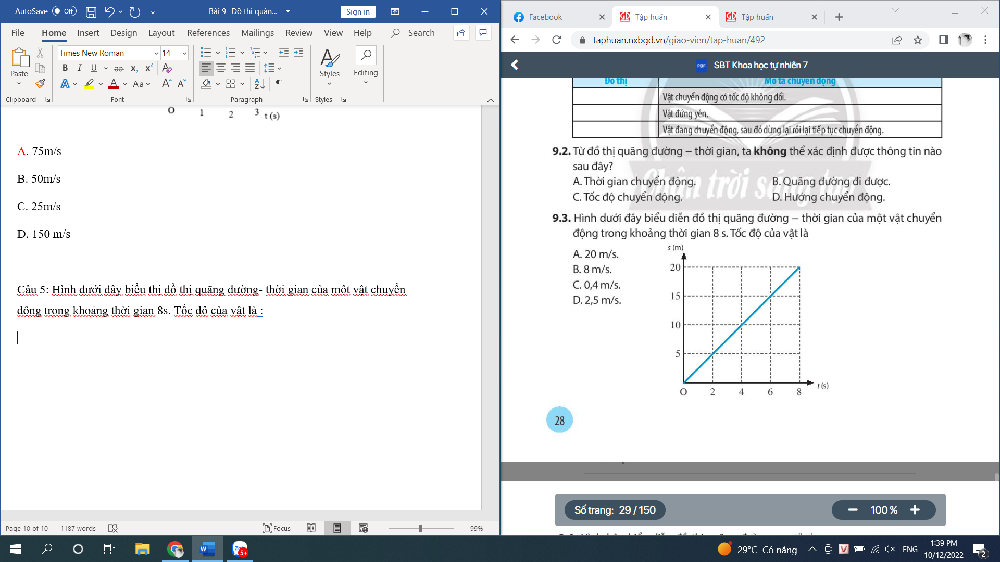 AutoSave Off Bài 9_ Đồ thị quãn... Sign in
File Home Insert Design Layout References Mailings Review View Help Search
Times New Roman 14
Paste B I U ab x₂ x² Styles Editing
A Aa A A
Clipboard Font Paragraph Styles
O 1 2 3 t (s)
A. 75m/s
B. 50m/s
C. 25m/s
D. 150 m/s
Câu 5: Hình dưới đây biểu thị đồ thị quãng đường- thời gian của một vật chuyển
động trong khoảng thời gian 8s. Tốc độ của vật là :
Page 10 of 10 1187 words Focus 99%
Facebook Tập huấn Tập huấn
taphuan.nxbgd.vn/giao-vien/tap-huan/492
PDF SBT Khoa học tự nhiên 7
Đồ thị Mô tả chuyển động
Vật chuyển động có tốc độ không đổi.
Vật đứng yên.
Vật đang chuyển động, sau đó dừng lại rồi lại tiếp tục chuyển động.
9.2. Từ đồ thị quãng đường – thời gian, ta không thể xác định được thông tin nào
sau đây?
A. Thời gian chuyển động. B. Quãng đường đi được.
C. Tốc độ chuyển động. D. Hướng chuyển động.
Chân trời sáng tạo
9.3. Hình dưới đây biểu diễn đồ thị quãng đường – thời gian của một vật chuyển
động trong khoảng thời gian 8 s. Tốc độ của vật là
A. 20 m/s.
B. 8 m/s.
C. 0,4 m/s.
D. 2,5 m/s.
s (m)
20
15
10
5
O 2 4 6 8 t (s)
28
Số trang: 29 / 150 100 %
29°C Có nắng ENG 1:39 PM
10/12/2022 2
5+